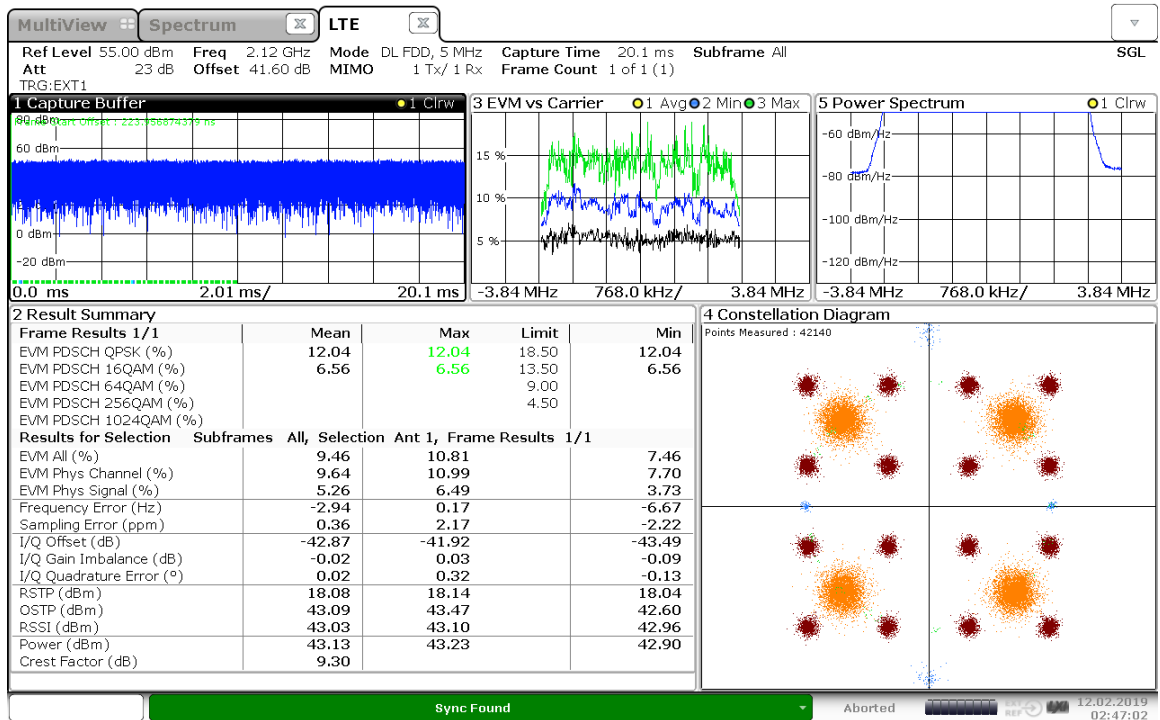 MultiView
Spectrum
LTE
Ref Level 55.00 dBm Freq 2.12 GHz Mode DL FDD, 5 MHz Capture Time 20.1 ms Subframe All SGL
Att 23 dB Offset 41.60 dB MIMO 1 Tx/ 1 Rx Frame Count 1 of 1 (1)
TRG:EXT1
1 Capture Buffer 1 Clrw
80 dBm
Frame Start Offset : 223.956874379 ns
60 dBm
0 dBm
-20 dBm
0.0 ms 2.01 ms/ 20.1 ms
3 EVM vs Carrier 1 Avg 2 Min 3 Max
15 %
10 %
5 %
-3.84 MHz 768.0 kHz/ 3.84 MHz
5 Power Spectrum 1 Clrw
-60 dBm/Hz
-80 dBm/Hz
-100 dBm/Hz
-120 dBm/Hz
-3.84 MHz 768.0 kHz/ 3.84 MHz
2 Result Summary
Frame Results 1/1 Mean Max Limit Min
EVM PDSCH QPSK (%) 12.04 12.04 18.50 12.04
EVM PDSCH 16QAM (%) 6.56 6.56 13.50 6.56
EVM PDSCH 64QAM (%) 9.00
EVM PDSCH 256QAM (%) 4.50
EVM PDSCH 1024QAM (%)
Results for Selection Subframes All, Selection Ant 1, Frame Results 1/1
EVM All (%) 9.46 10.81 7.46
EVM Phys Channel (%) 9.64 10.99 7.70
EVM Phys Signal (%) 5.26 6.49 3.73
Frequency Error (Hz) -2.94 0.17 -6.67
Sampling Error (ppm) 0.36 2.17 -2.22
I/Q Offset (dB) -42.87 -41.92 -43.49
I/Q Gain Imbalance (dB) -0.02 0.03 -0.09
I/Q Quadrature Error (°) 0.02 0.32 -0.13
RSTP (dBm) 18.08 18.14 18.04
OSTP (dBm) 43.09 43.47 42.60
RSSI (dBm) 43.03 43.10 42.96
Power (dBm) 43.13 43.23 42.90
Crest Factor (dB) 9.30
4 Constellation Diagram
Points Measured : 42140
Sync Found
Aborted
EXT
REF
12.02.2019
02:47:02